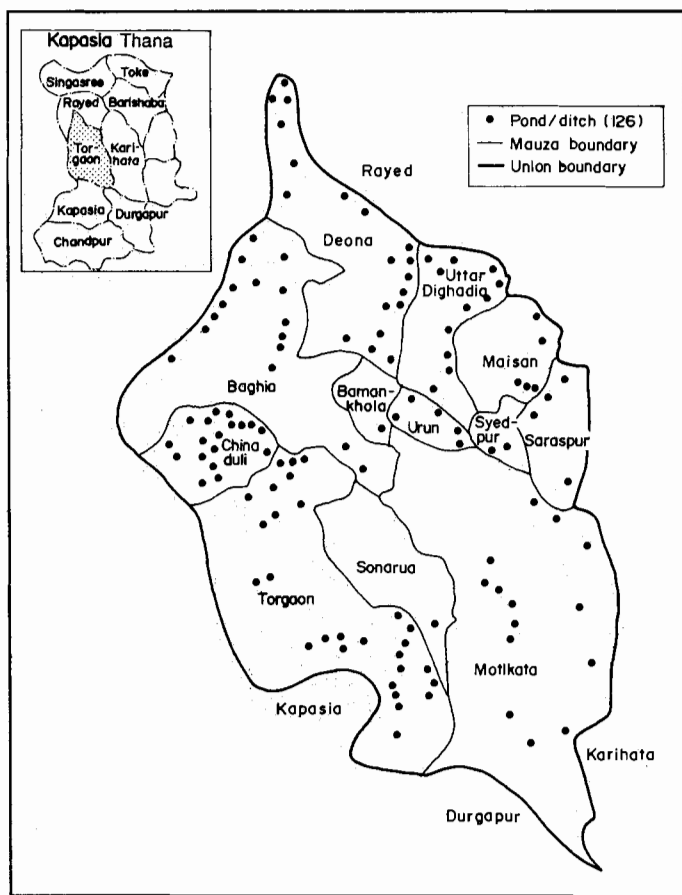 Kapasia Thana
Toke
Singasree
Rayed
Barishaba
Tor-
gaon
Kari-
hata
Kapasia
Durgapur
Chandpur
Pond/ditch (126)
Mauza boundary
Union boundary
Rayed
Deona
Uttar
Dighadia
Maisan
Baghia
Baman-
khola
Urun
Syed-
pur
Saraspur
China
duli
Sonarua
Torgaon
Motlkata
Kapasia
Karihata
Durgapur